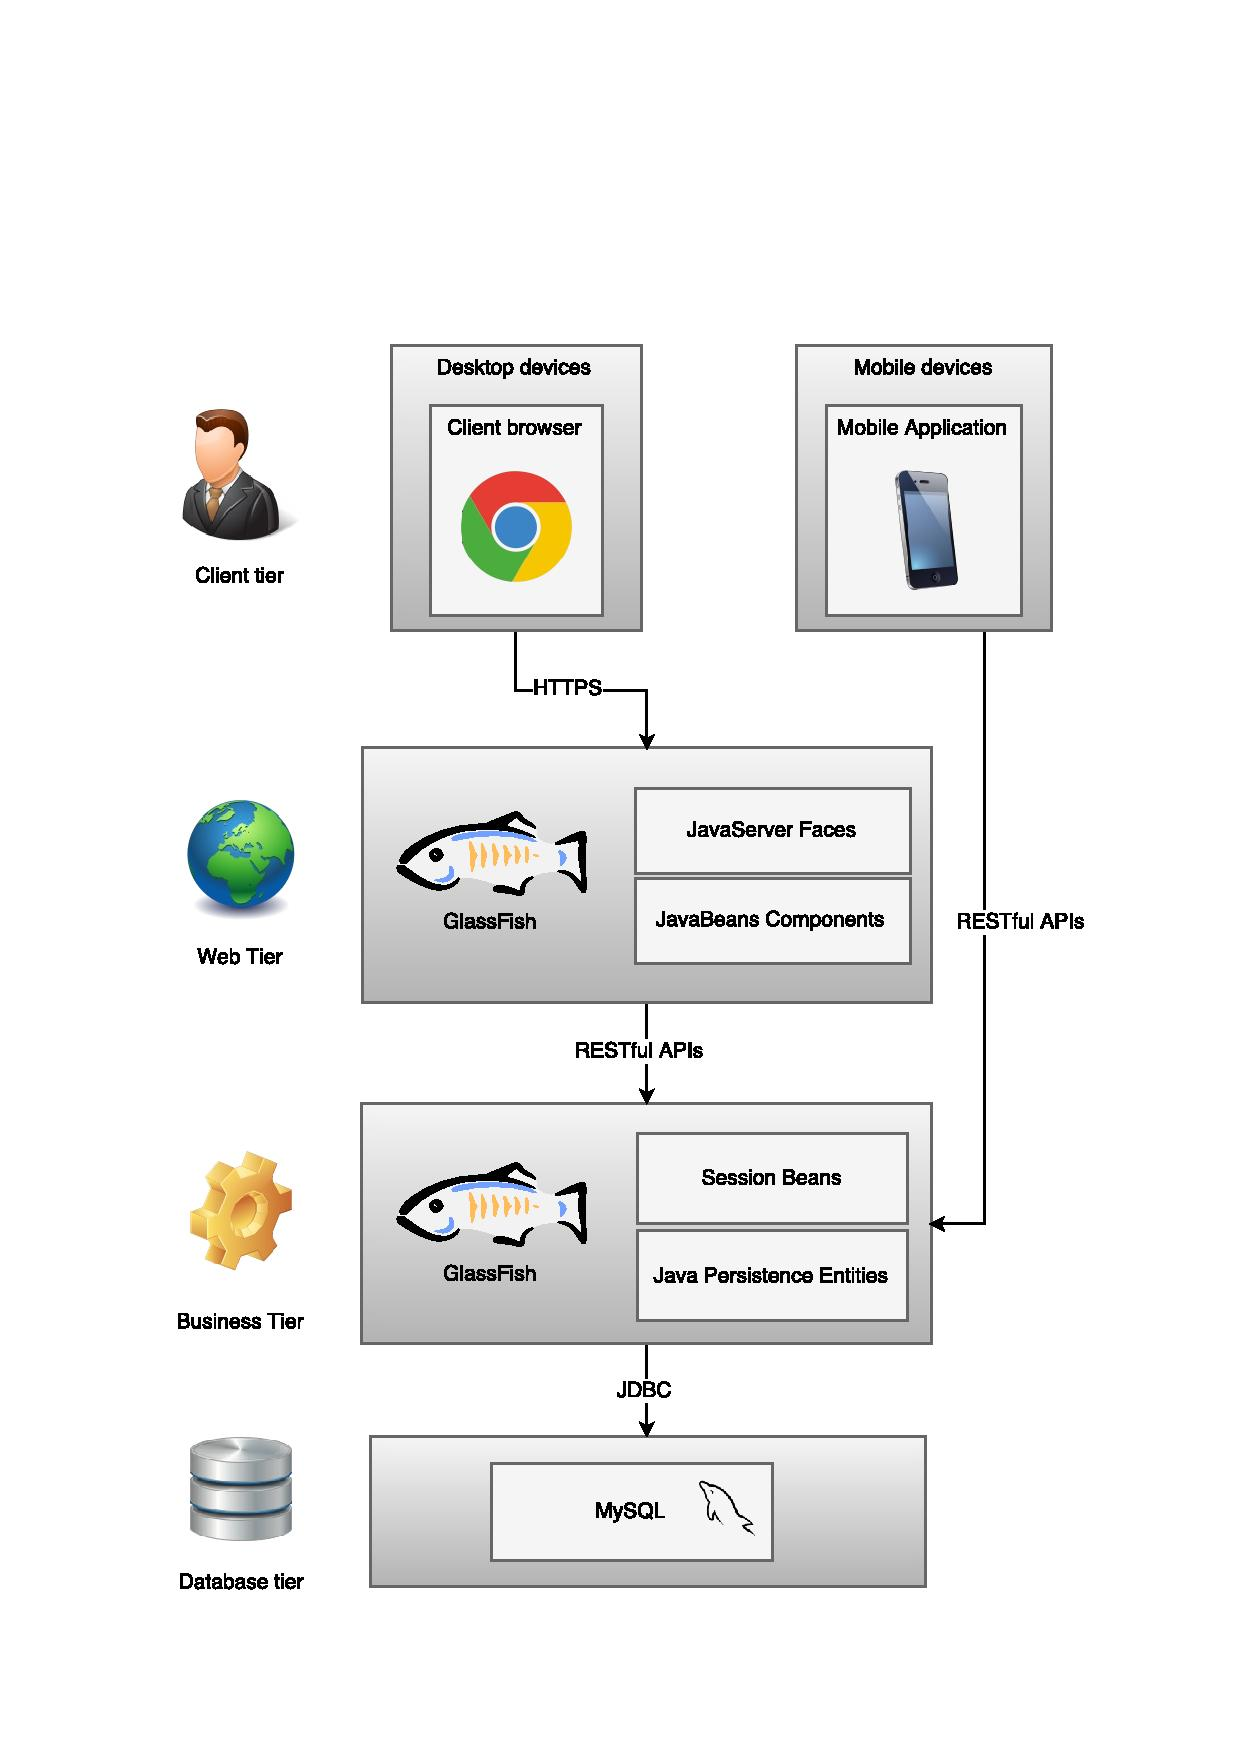 Desktop devices
Mobile devices
Client browser
Mobile Application
Client tier
HTTPS
JavaServer Faces
JavaBeans Components
GlassFish
RESTful APIs
Web Tier
RESTful APIs
Session Beans
Java Persistence Entities
GlassFish
Business Tier
JDBC
MySQL
Database tier